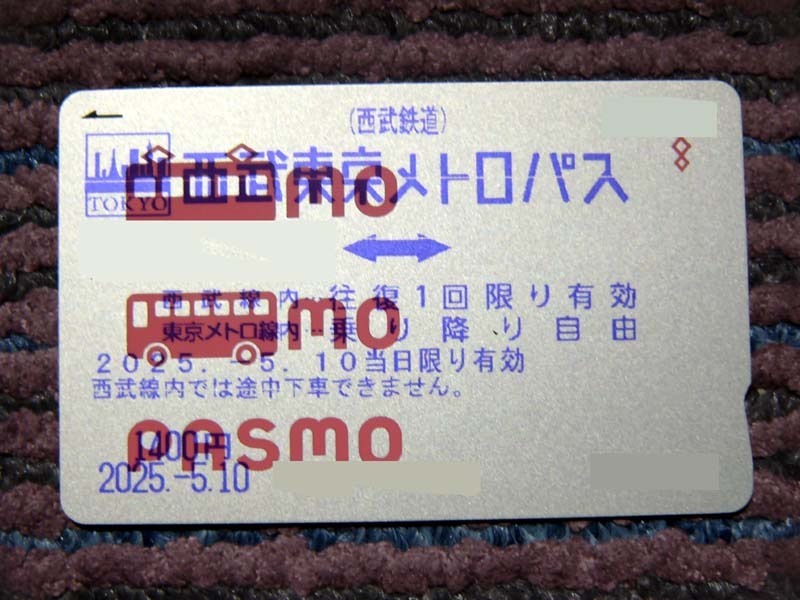 (西武鉄道)
西武東京メトロパス
TOKYO
mo
西武線内…往復1回限り有効
東京メトロ線内…乗り降り自由
mo
2025.-5.10当日限り有効
西武線内では途中下車できません。
pasmo
1400円
2025.-5.10